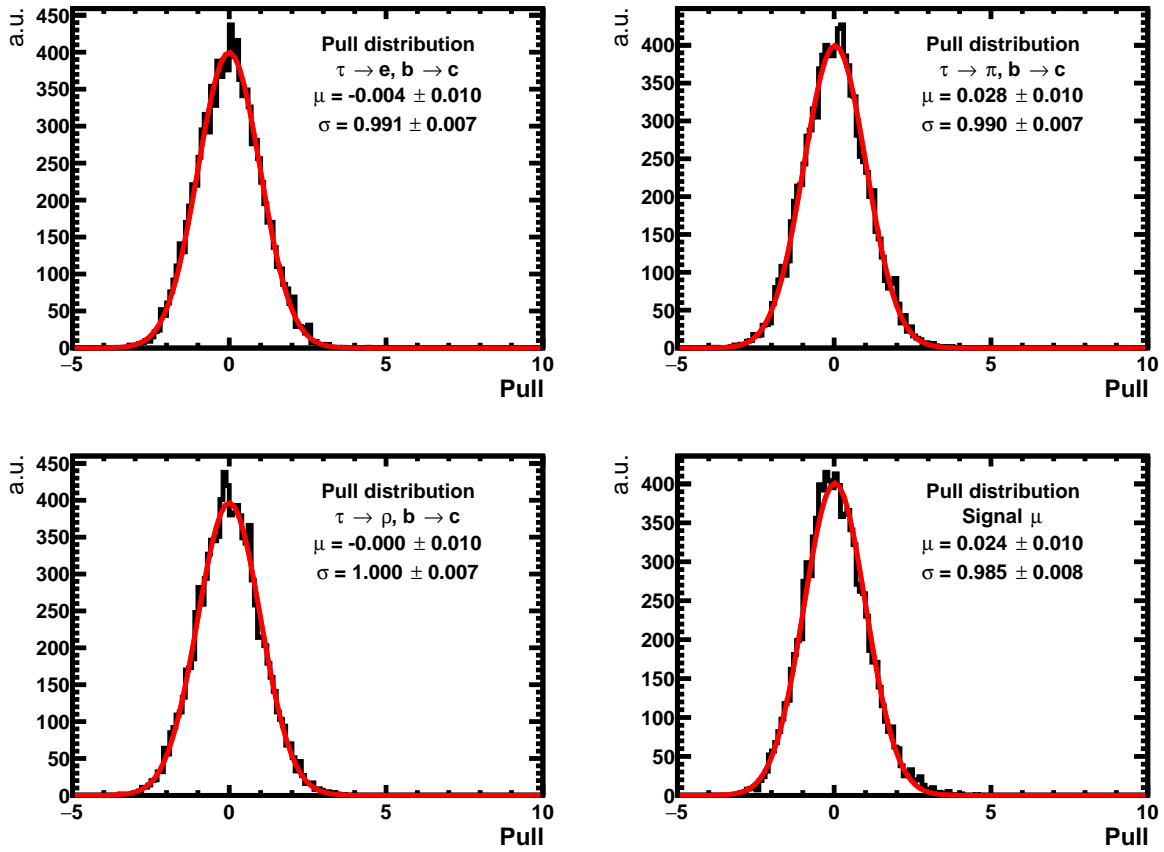 a.u.
450
400
350
300
250
200
150
100
50
0
−5 0 5 10
Pull
Pull distribution
τ → e, b → c
μ = -0.004 ± 0.010
σ = 0.991 ± 0.007
a.u.
400
350
300
250
200
150
100
50
0
−5 0 5 10
Pull
Pull distribution
τ → π, b → c
μ = 0.028 ± 0.010
σ = 0.990 ± 0.007
a.u.
450
400
350
300
250
200
150
100
50
0
−5 0 5 10
Pull
Pull distribution
τ → ρ, b → c
μ = -0.000 ± 0.010
σ = 1.000 ± 0.007
a.u.
400
350
300
250
200
150
100
50
0
−5 0 5 10
Pull
Pull distribution
Signal μ
μ = 0.024 ± 0.010
σ = 0.985 ± 0.008